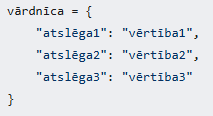 vārdnīca = {
    "atslēga1": "vērtība1",
    "atslēga2": "vērtība2",
    "atslēga3": "vērtība3"
}